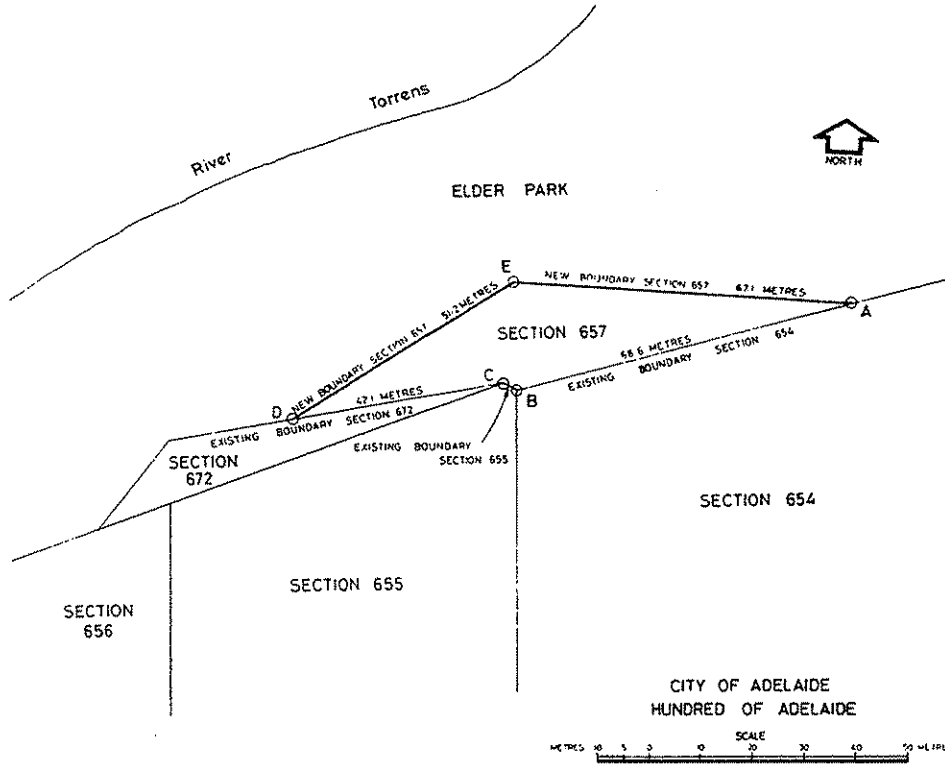 River Torrens
NORTH
ELDER PARK
E
NEW BOUNDARY SECTION 657 67.1 METRES
A
NEW BOUNDARY SECTION 657 51.2 METRES
SECTION 657
58.6 METRES
EXISTING BOUNDARY SECTION 654
C
B
D
42.1 METRES
EXISTING BOUNDARY SECTION 672
EXISTING BOUNDARY
SECTION 655
SECTION
672
SECTION 654
SECTION 655
SECTION
656
CITY OF ADELAIDE
HUNDRED OF ADELAIDE
SCALE
METRES 10 5 0 10 20 30 40 50 METRE